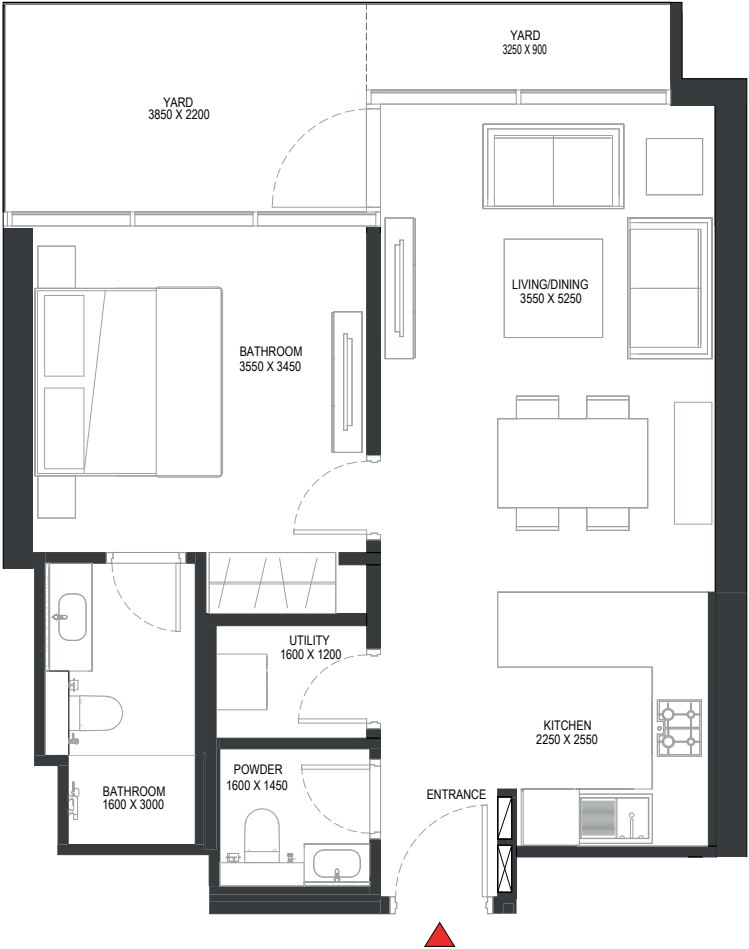 YARD
3250 X 900
YARD
3850 X 2200
LIVING/DINING
3550 X 5250
BATHROOM
3550 X 3450
UTILITY
1600 X 1200
KITCHEN
2250 X 2550
POWDER
1600 X 1450
BATHROOM
1600 X 3000
ENTRANCE